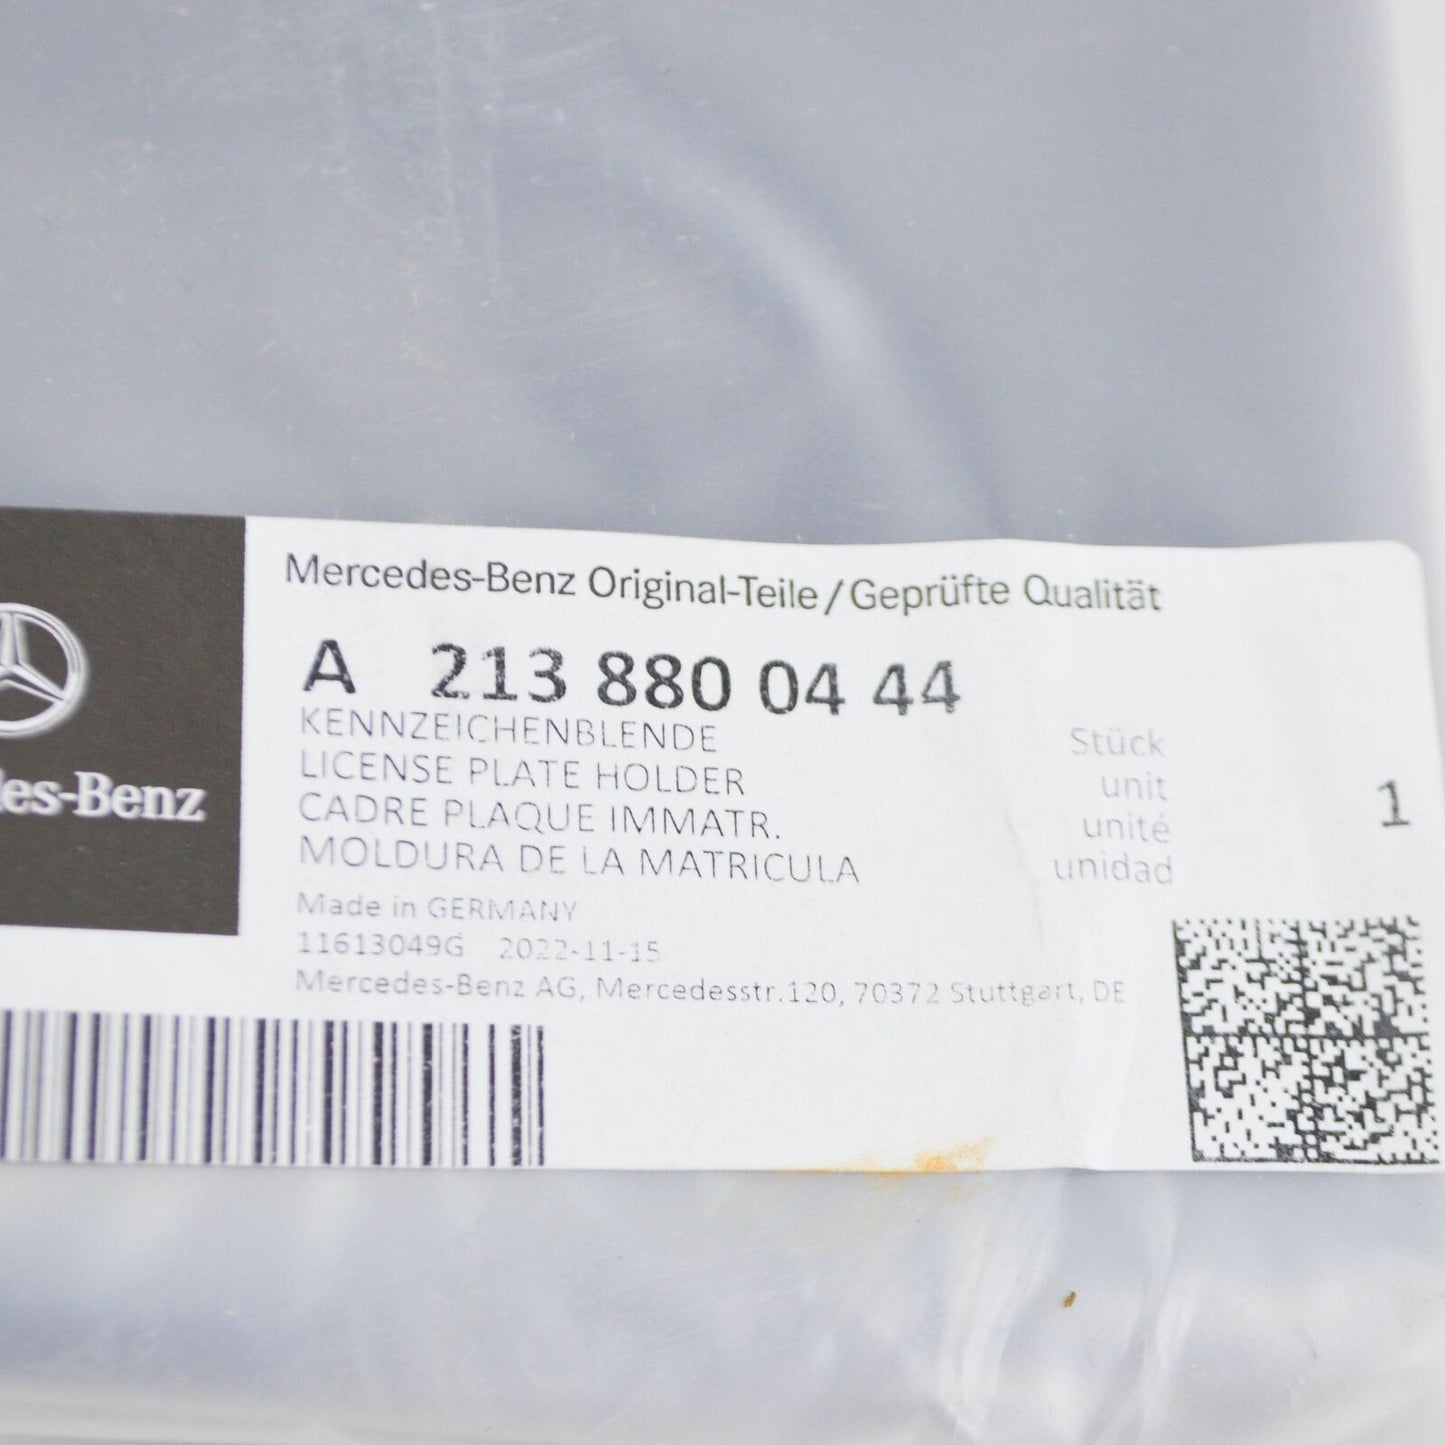 Mercedes-Benz Original-Teile/Geprüfte Qualität
A 213 880 04 44
KENNZEICHENBLENDE
LICENSE PLATE HOLDER
CADRE PLAQUE IMMATR.
MOLDURA DE LA MATRICULA
Stück
unit
unité
unidad
1
des-Benz
Made in GERMANY
11613049G 2022-11-15
Mercedes-Benz AG, Mercedesstr.120, 70372 Stuttgart, DE